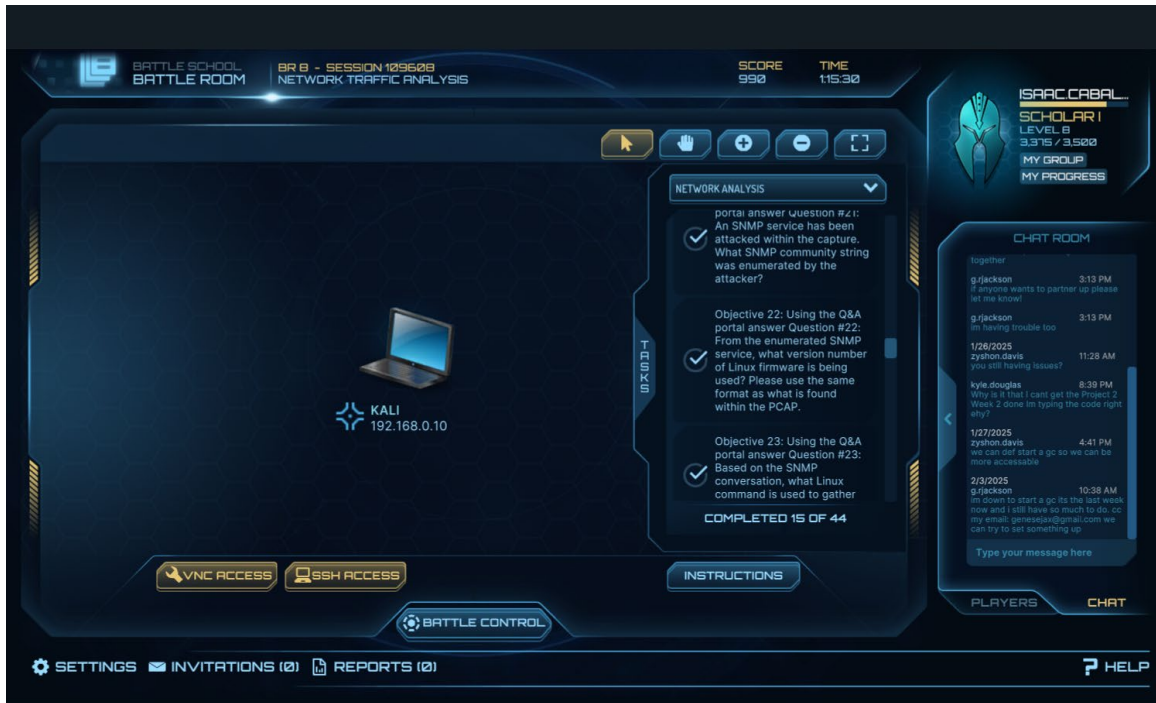 BATTLE SCHOOL
BATTLE ROOM
BR 8 - SESSION 109608
NETWORK TRAFFIC ANALYSIS
SCORE
990
TIME
1:15:30
ISAAC.CABAL...
SCHOLAR I
LEVEL 8
3,375 / 3,500
MY GROUP
MY PROGRESS
NETWORK ANALYSIS
portal answer Question #21:
An SNMP service has been
attacked within the capture.
What SNMP community string
was enumerated by the
attacker?
Objective 22: Using the Q&A
portal answer Question #22:
From the enumerated SNMP
service, what version number
of Linux firmware is being
used? Please use the same
format as what is found
within the PCAP.
Objective 23: Using the Q&A
portal answer Question #23:
Based on the SNMP
conversation, what Linux
command is used to gather
COMPLETED 15 OF 44
TASKS
KALI
192.168.0.10
VNC ACCESS
SSH ACCESS
INSTRUCTIONS
BATTLE CONTROL
CHAT ROOM
together
g.rjackson 3:13 PM
if anyone wants to partner up please
let me know!
g.rjackson 3:13 PM
im having trouble too
1/26/2025
zyshon.davis 11:28 AM
you still having issues?
kyle.douglas 8:39 PM
Why is it that I cant get the Project 2
Week 2 done Im typing the code right
ehy?
1/27/2025
zyshon.davis 4:41 PM
we can def start a gc so we can be
more accessable
2/3/2025
g.rjackson 10:38 AM
im down to start a gc its the last week
now and i still have so much to do. cc
my email: genesejax@gmail.com we
can try to set something up
Type your message here
PLAYERS
CHAT
SETTINGS
INVITATIONS (0)
REPORTS (0)
HELP